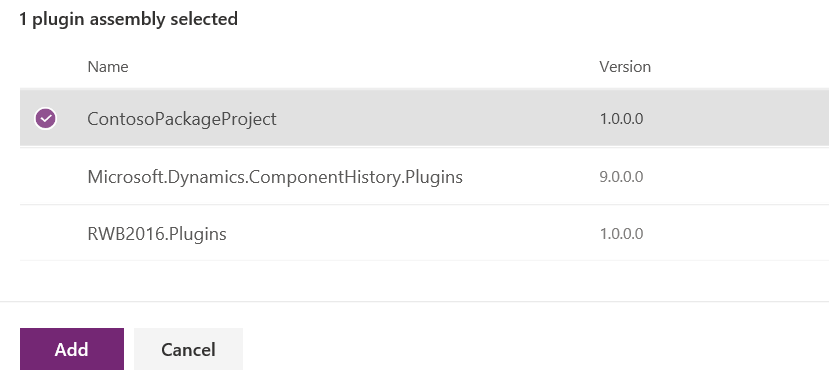 1 plugin assembly selected
Name Version
ContosoPackageProject 1.0.0.0
Microsoft.Dynamics.ComponentHistory.Plugins 9.0.0.0
RWB2016.Plugins 1.0.0.0
Add Cancel